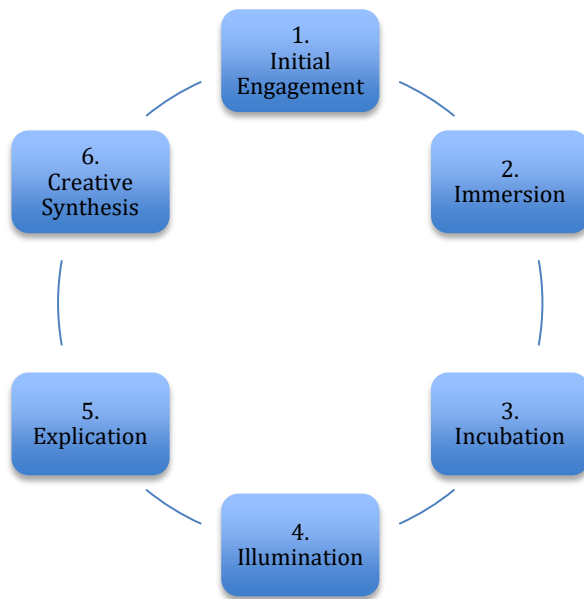 1.
Initial
Engagement
2.
Immersion
3.
Incubation
4.
Illumination
5.
Explication
6.
Creative
Synthesis